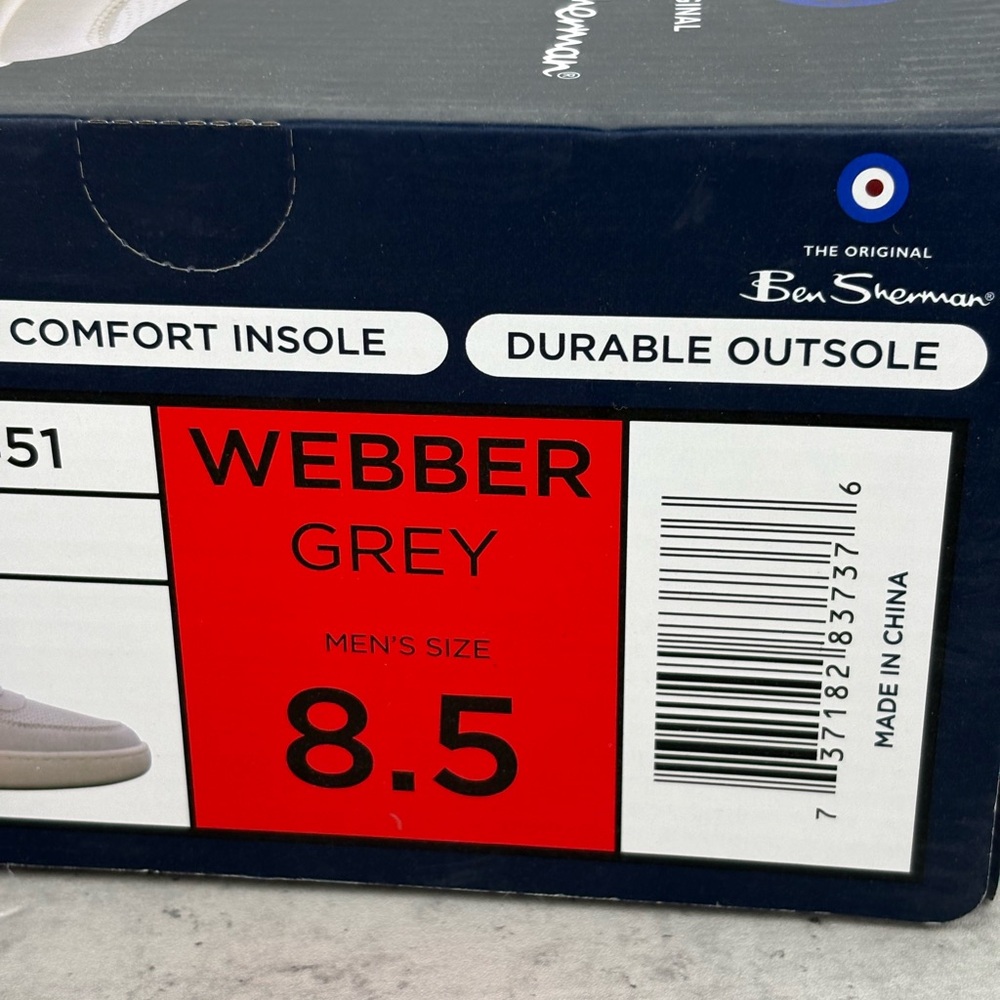 THE ORIGINAL
Ben Sherman®
COMFORT INSOLE
DURABLE OUTSOLE
51
WEBBER
GREY
MEN'S SIZE
8.5
7 37182 83737 6
MADE IN CHINA